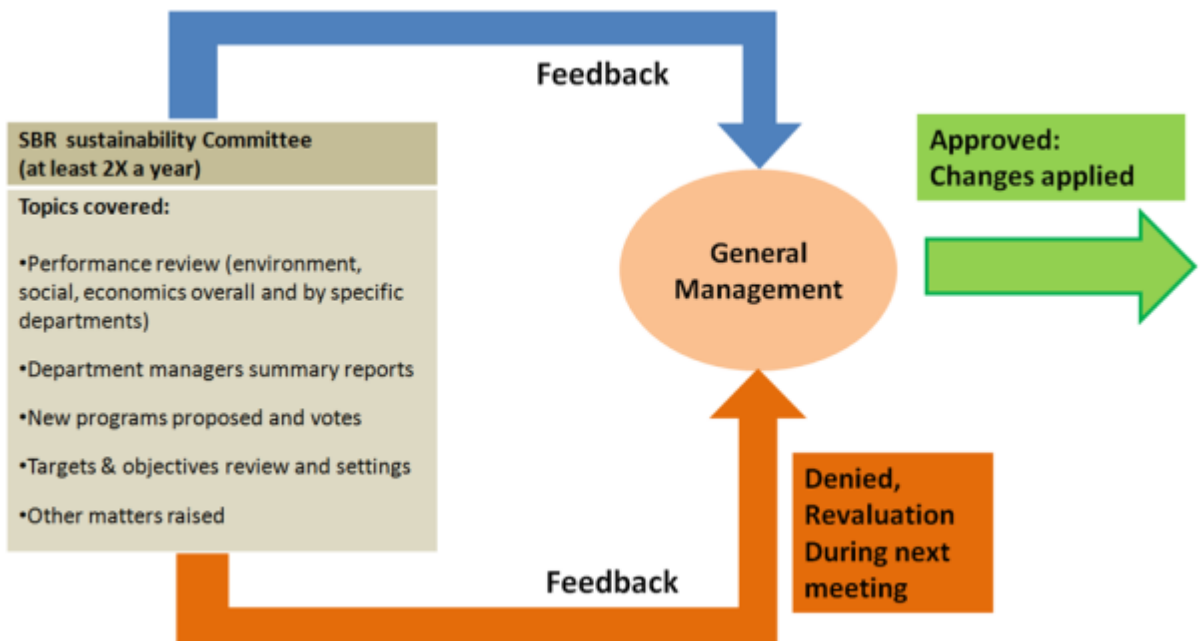 Feedback
SBR sustainability Committee
(at least 2X a year)
Topics covered:
•Performance review (environment,
social, economics overall and by specific
departments)
•Department managers summary reports
•New programs proposed and votes
•Targets & objectives review and settings
•Other matters raised
General
Management
Approved:
Changes applied
Denied,
Revaluation
During next
meeting
Feedback